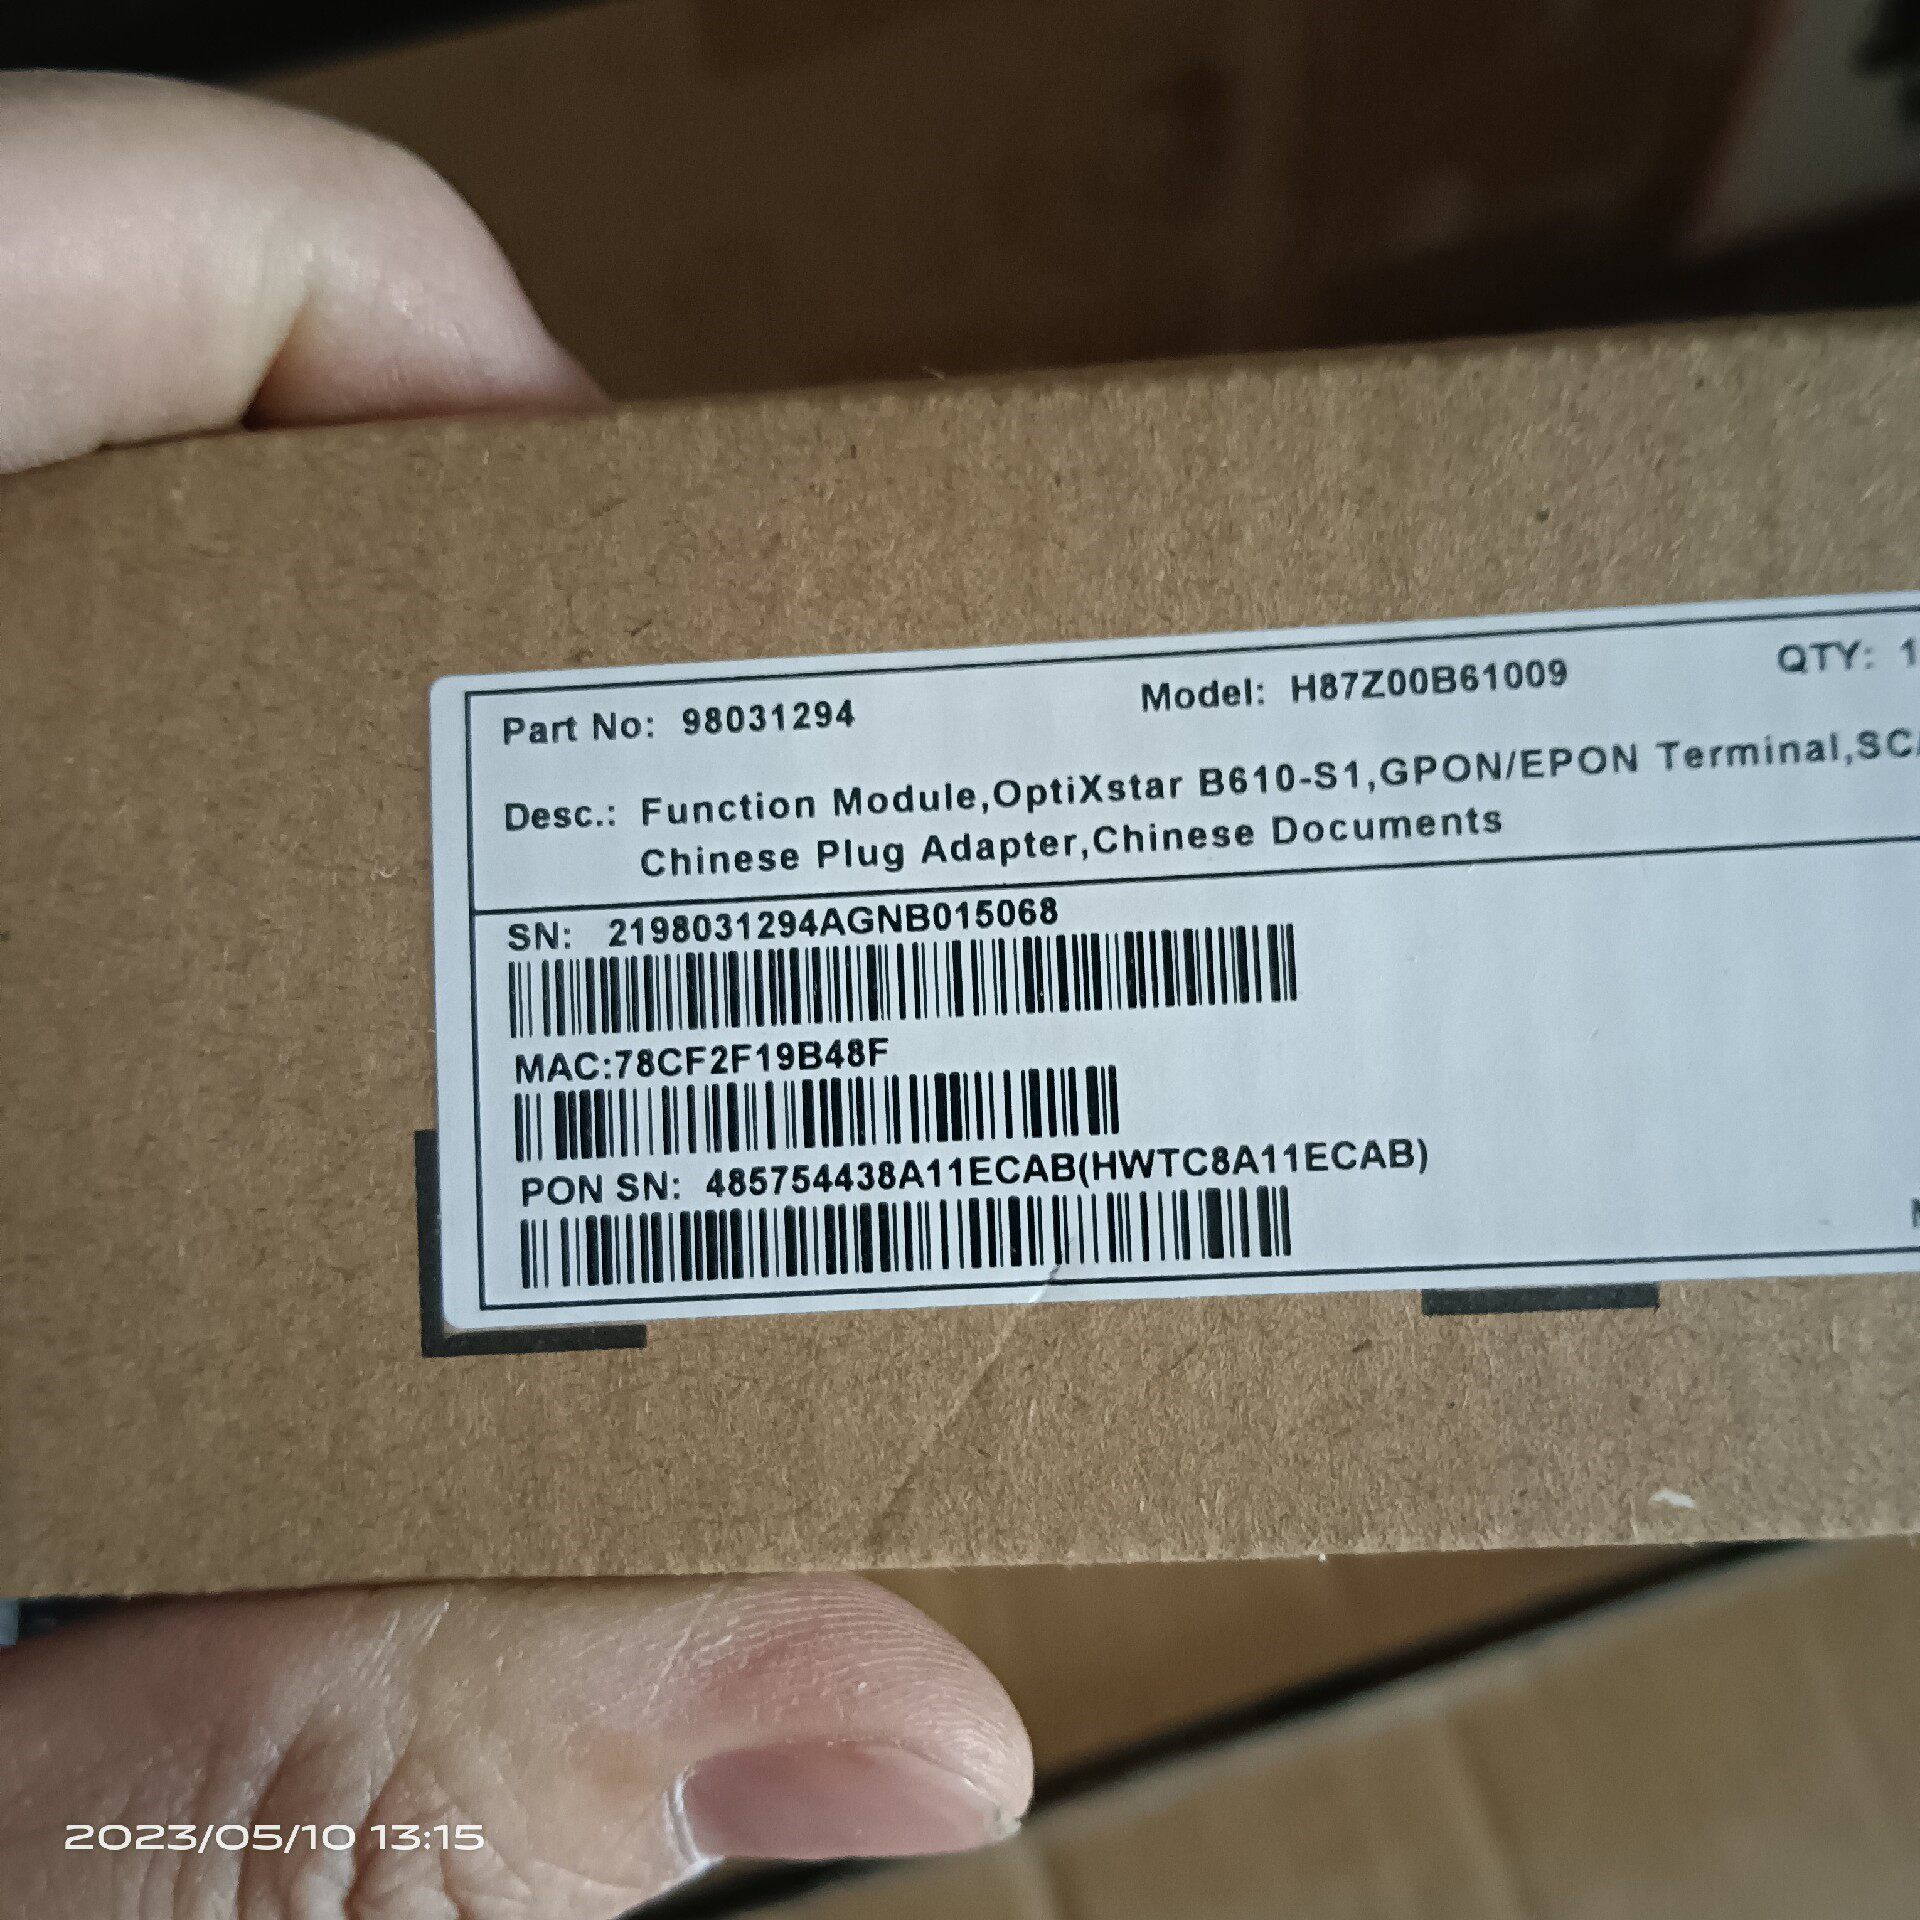 Part No: 98031294 Model: H87Z00B61009 QTY: 1
Desc.: Function Module,OptiXstar B610-S1,GPON/EPON Terminal,SC
Chinese Plug Adapter,Chinese Documents
SN: 2198031294AGNB015068
MAC:78CF2F19B48F
PON SN: 485754438A11ECAB(HWTC8A11ECAB)
2023/05/10 13:15